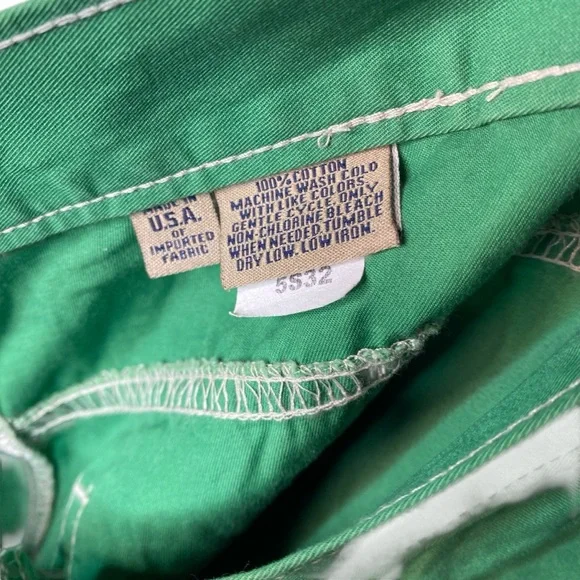 MADE IN
U.S.A.
OF
IMPORTED
FABRIC
100% COTTON
MACHINE WASH COLD
WITH LIKE COLORS.
GENTLE CYCLE, ONLY
NON-CHLORINE BLEACH
WHEN NEEDED. TUMBLE
DRY LOW. LOW IRON.
5S32